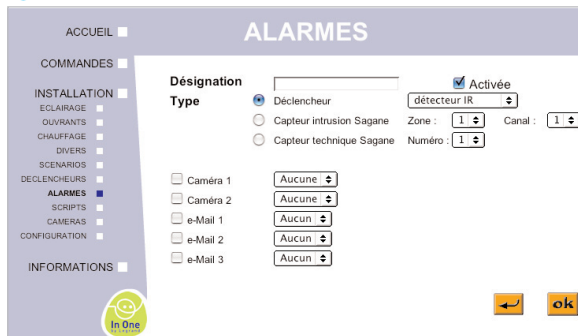 ACCUEIL
ALARMES
COMMANDES
INSTALLATION
ECLAIRAGE
OUVRANTS
CHAUFFAGE
DIVERS
SCENARIOS
DECLENCHEURS
ALARMES
SCRIPTS
CAMERAS
CONFIGURATION
INFORMATIONS
In One
by Legrand
Désignation Activée
Type Déclencheur détecteur IR
Capteur intrusion Sagane Zone : 1 Canal : 1
Capteur technique Sagane Numéro : 1
Caméra 1 Aucune
Caméra 2 Aucune
e-Mail 1 Aucun
e-Mail 2 Aucun
e-Mail 3 Aucun
ok